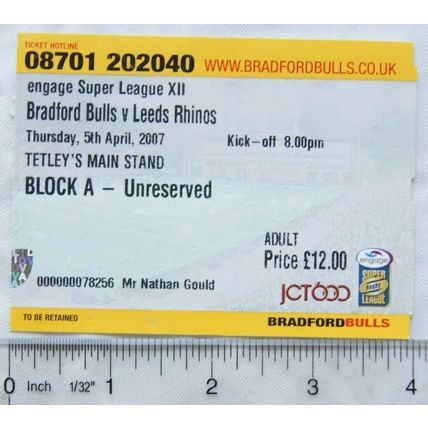 TICKET HOTLINE
08701 202040 WWW.BRADFORDBULLS.CO.UK
engage Super League XII
Bradford Bulls v Leeds Rhinos
Thursday, 5th April, 2007 Kick-off 8.00pm
TETLEY'S MAIN STAND
BLOCK A - Unreserved
ADULT
Price £12.00
engage
SUPER
Rugby
LEAGUE
000000078256 Mr Nathan Gould
JCT600
TO BE RETAINED
BRADFORDBULLS
0 Inch 1/32" 1 2 3 4